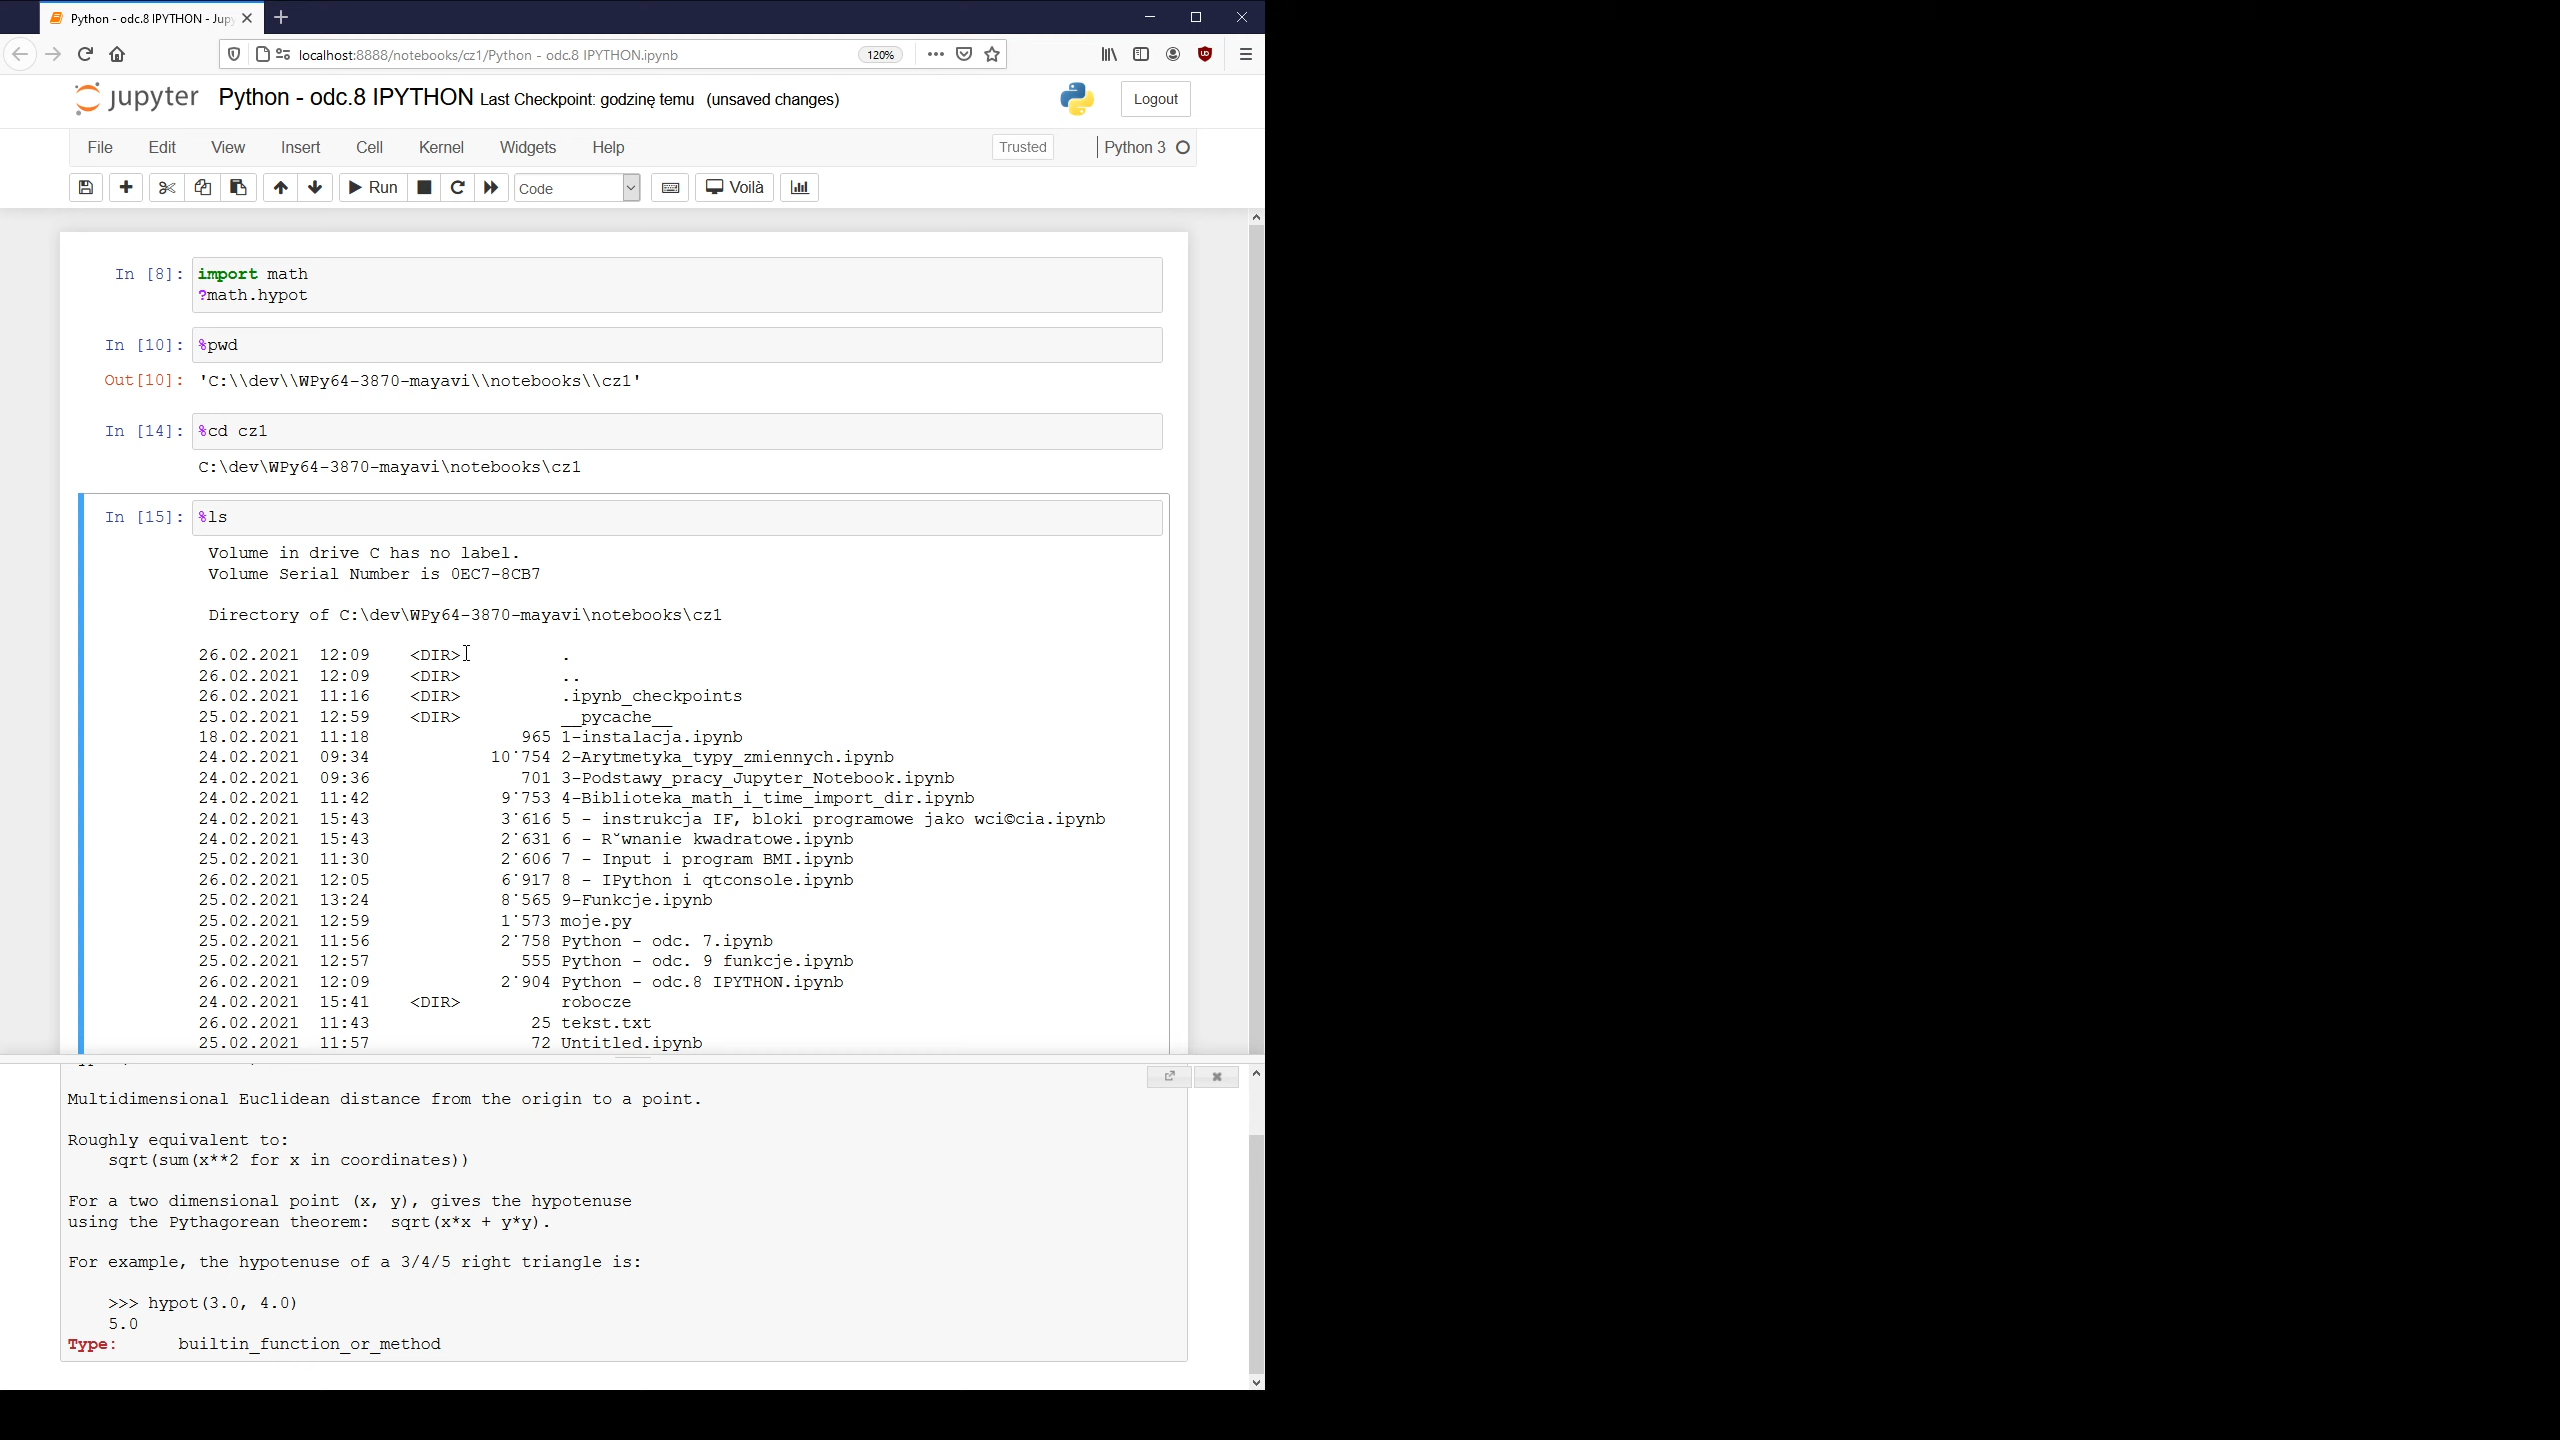 Python - odc.8 IPYTHON - Jup
localhost:8888/notebooks/cz1/Python - odc.8 IPYTHON.ipynb
120%
jupyter Python - odc.8 IPYTHON Last Checkpoint: godzinę temu (unsaved changes)
Logout
File Edit View Insert Cell Kernel Widgets Help
Trusted
Python 3
Run
Code
Voilà
In [8]: import math
?math.hypot
In [10]: %pwd
Out[10]: 'C:\\dev\\WPy64-3870-mayavi\\notebooks\\cz1'
In [14]: %cd cz1
C:\dev\WPy64-3870-mayavi\notebooks\cz1
In [15]: %ls
Volume in drive C has no label.
Volume Serial Number is 0EC7-8CB7
Directory of C:\dev\WPy64-3870-mayavi\notebooks\cz1
26.02.2021 12:09 <DIR> .
26.02.2021 12:09 <DIR> ..
26.02.2021 11:16 <DIR> .ipynb_checkpoints
25.02.2021 12:59 <DIR> __pycache__
18.02.2021 11:18 965 1-instalacja.ipynb
24.02.2021 09:34 10˙754 2-Arytmetyka_typy_zmiennych.ipynb
24.02.2021 09:36 701 3-Podstawy_pracy_Jupyter_Notebook.ipynb
24.02.2021 11:42 9˙753 4-Biblioteka_math_i_time_import_dir.ipynb
24.02.2021 15:43 3˙616 5 - instrukcja IF, bloki programowe jako wci©cia.ipynb
24.02.2021 15:43 2˙631 6 - R˘wnanie kwadratowe.ipynb
25.02.2021 11:30 2˙606 7 - Input i program BMI.ipynb
26.02.2021 12:05 6˙917 8 - IPython i qtconsole.ipynb
25.02.2021 13:24 8˙565 9-Funkcje.ipynb
25.02.2021 12:59 1˙573 moje.py
25.02.2021 11:56 2˙758 Python - odc. 7.ipynb
25.02.2021 12:57 555 Python - odc. 9 funkcje.ipynb
26.02.2021 12:09 2˙904 Python - odc.8 IPYTHON.ipynb
24.02.2021 15:41 <DIR> robocze
26.02.2021 11:43 25 tekst.txt
25.02.2021 11:57 72 Untitled.ipynb
Multidimensional Euclidean distance from the origin to a point.
Roughly equivalent to:
sqrt(sum(x**2 for x in coordinates))
For a two dimensional point (x, y), gives the hypotenuse
using the Pythagorean theorem: sqrt(x*x + y*y).
For example, the hypotenuse of a 3/4/5 right triangle is:
>>> hypot(3.0, 4.0)
5.0
Type: builtin_function_or_method